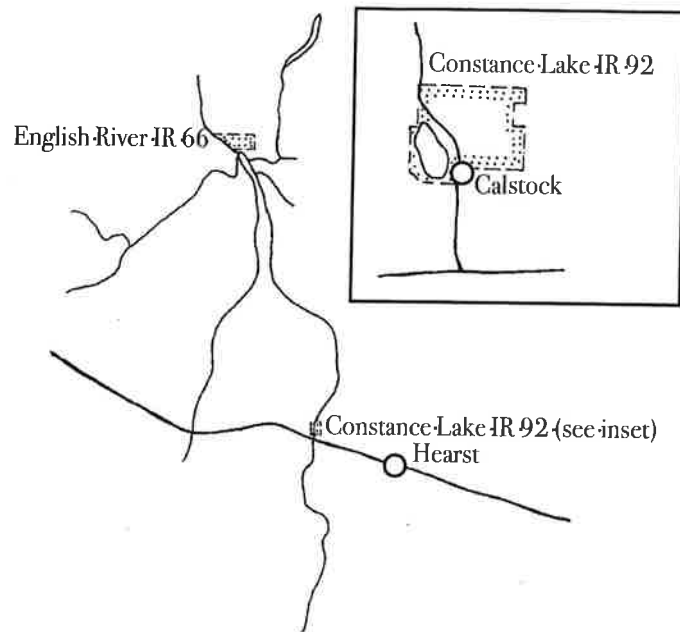 Constance·Lake·IR·92
English·River·IR·66
Calstock
Constance·Lake·IR·92·(see·inset)
Hearst